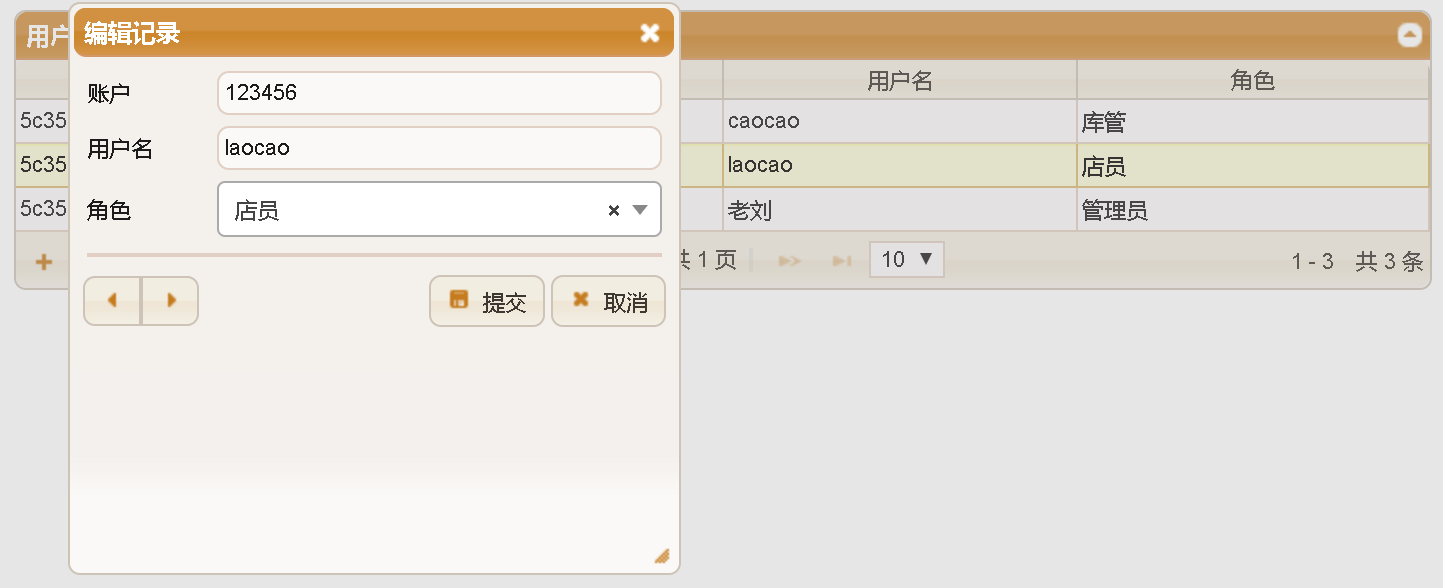 编辑记录
账户 123456
用户名 laocao
角色 店员
提交 取消
用户
用户名 角色
5c35 caocao 库管
5c35 laocao 店员
5c35 老刘 管理员
共 1 页 10 1 - 3 共 3 条